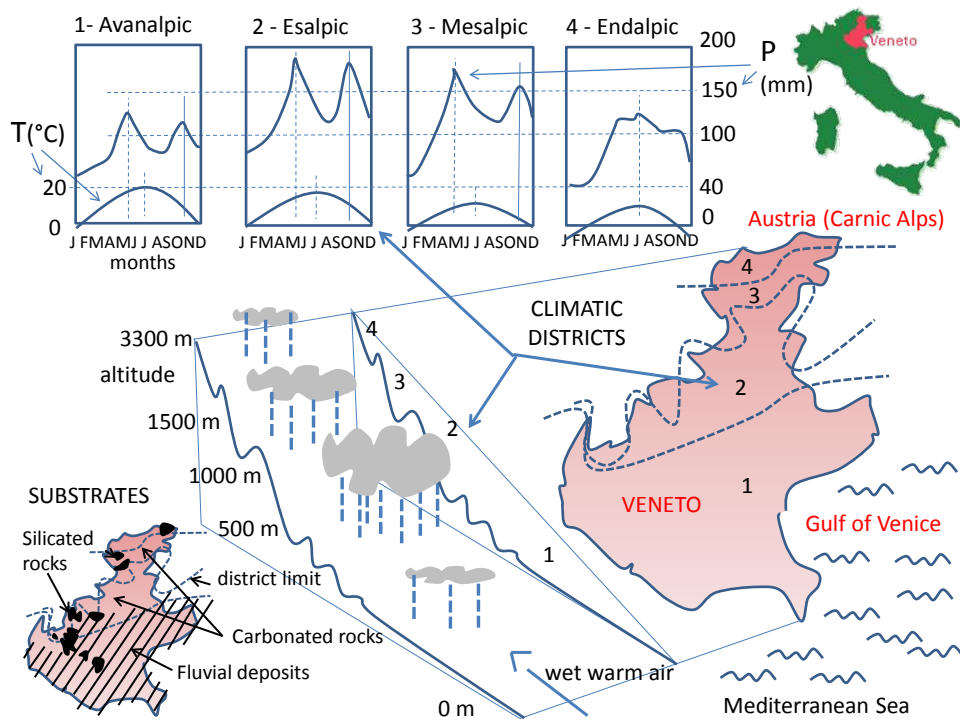 1- Avanalpic
2 - Esalpic
3 - Mesalpic
4 - Endalpic
200
P
(mm)
150
100
40
0
T(°C)
20
0
J FMAMJ J ASOND
J FMAMJ J ASOND
J FMAMJ J ASOND
J FMAMJ J ASOND
months
Veneto
Austria (Carnic Alps)
CLIMATIC
DISTRICTS
4
3
2
1
VENETO
Gulf of Venice
Mediterranean Sea
3300 m
altitude
1500 m
1000 m
500 m
0 m
4
3
2
1
wet warm air
SUBSTRATES
Silicated
rocks
district limit
Carbonated rocks
Fluvial deposits